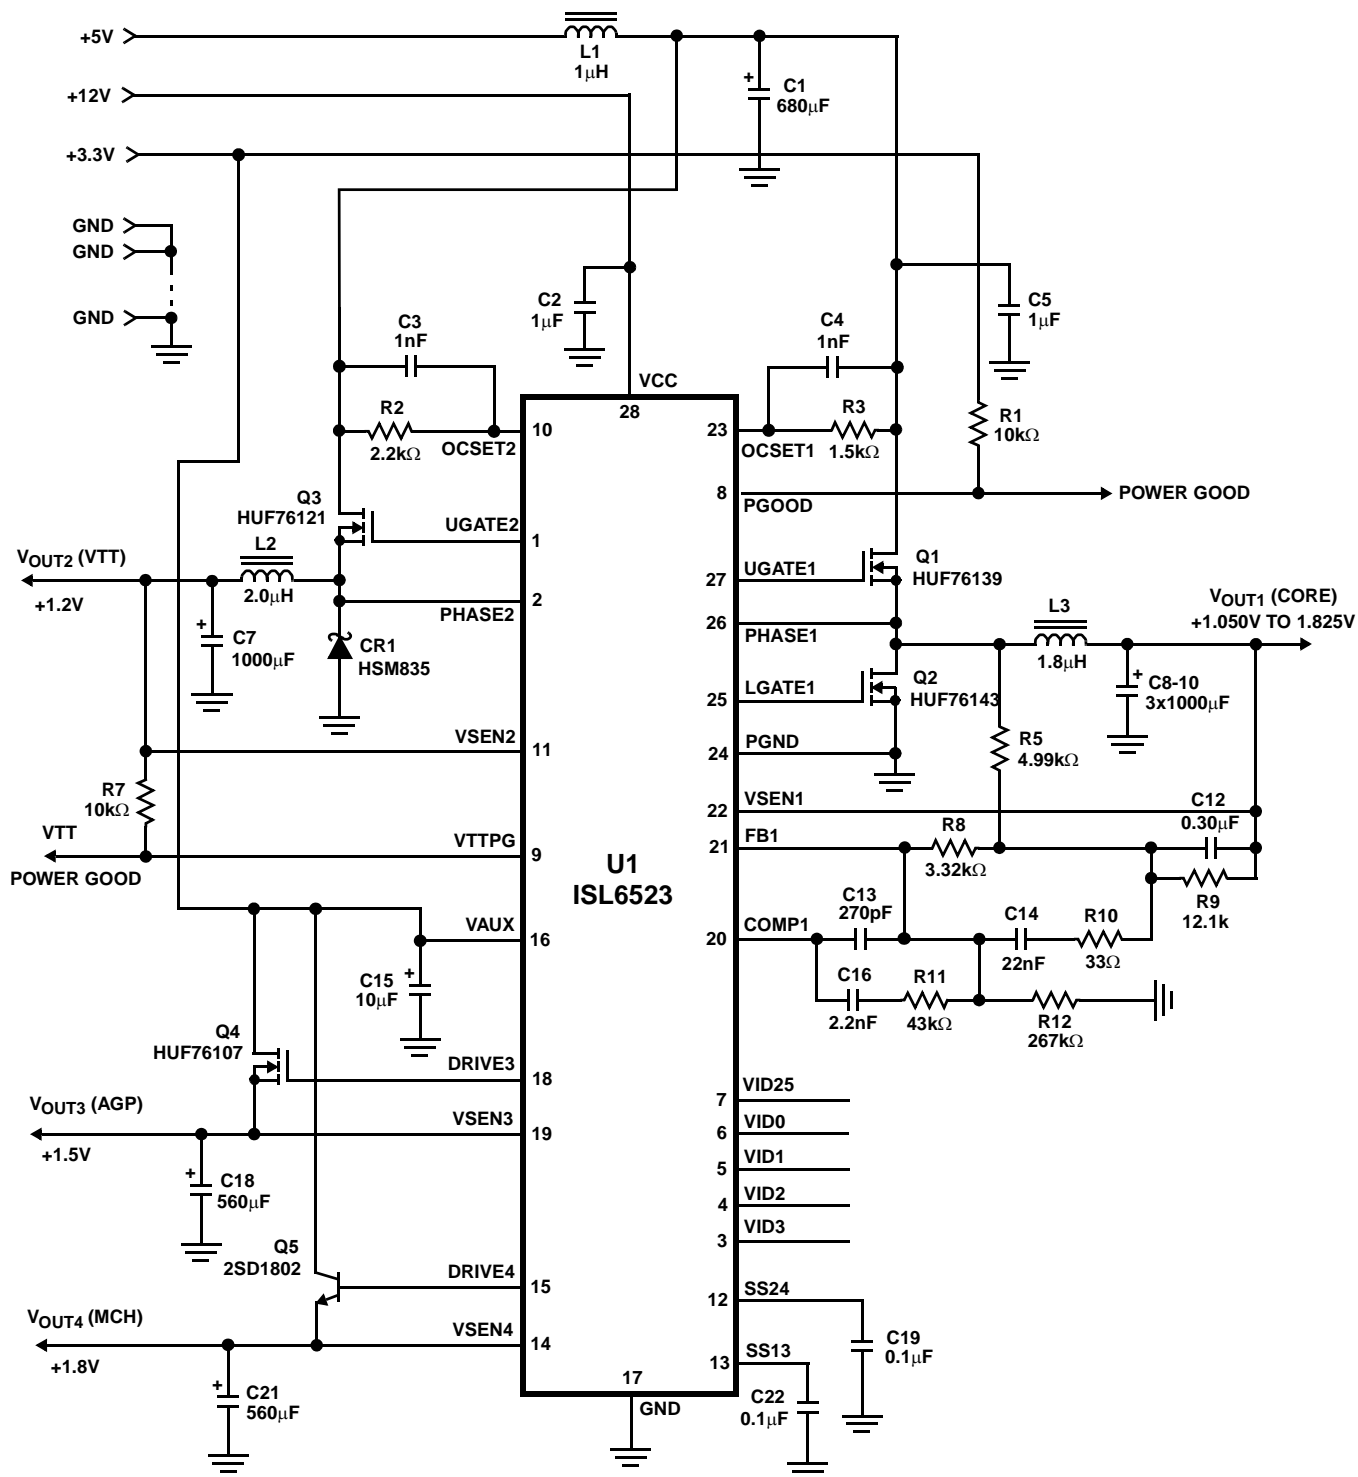 +5V
L1
1μH
+12V
C1
680μF
+
+3.3V
GND
GND
GND
C2
1μF
C5
1μF
C3
1nF
C4
1nF
VCC
28
R2
2.2kΩ
OCSET2
10
23
OCSET1
R3
1.5kΩ
R1
10kΩ
8
PGOOD
POWER GOOD
Q3
HUF76121
UGATE2
1
Q1
HUF76139
27
UGATE1
VOUT2 (VTT)
+1.2V
L2
2.0μH
2
PHASE2
26
PHASE1
L3
1.8μH
VOUT1 (CORE)
+1.050V TO 1.825V
+
C7
1000μF
CR1
HSM835
Q2
HUF76143
25
LGATE1
+
C8-10
3x1000μF
24
PGND
R5
4.99kΩ
VSEN2
11
R7
10kΩ
22
VSEN1
C12
0.30μF
VTT
POWER GOOD
VTTPG
9
21
FB1
R8
3.32kΩ
U1
ISL6523
R9
12.1k
C13
270pF
C14
22nF
R10
33Ω
VAUX
16
20
COMP1
+
C15
10μF
C16
2.2nF
R11
43kΩ
R12
267kΩ
Q4
HUF76107
DRIVE3
18
7
VID25
6
VID0
5
VID1
4
VID2
3
VID3
VOUT3 (AGP)
+1.5V
VSEN3
19
+
C18
560μF
Q5
2SD1802
DRIVE4
15
12
SS24
C19
0.1μF
VOUT4 (MCH)
+1.8V
VSEN4
14
13
SS13
+
C21
560μF
17
GND
C22
0.1μF